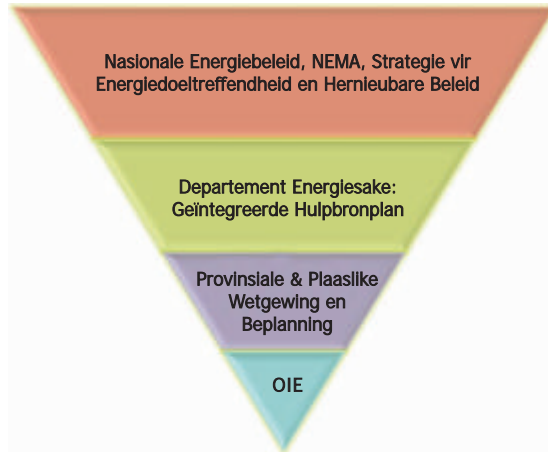 Nasionale Energiebeleid, NEMA, Strategie vir
Energiedoeltreffendheid en Hernieubare Beleid
Departement Energiesake:
Geïntegreerde Hulpbronplan
Provinsiale & Plaaslike
Wetgewing en
Beplanning
OIE